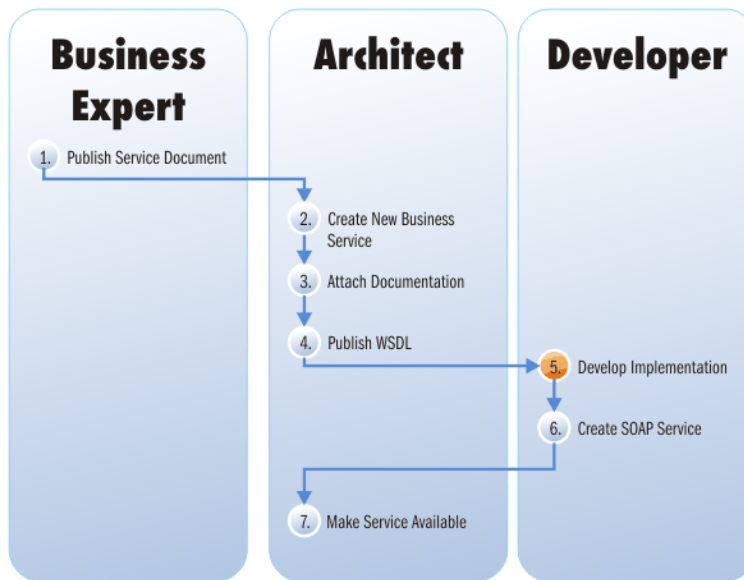 Business
Expert
Architect
Developer
1. Publish Service Document
2. Create New Business
Service
3. Attach Documentation
4. Publish WSDL
5. Develop Implementation
6. Create SOAP Service
7. Make Service Available